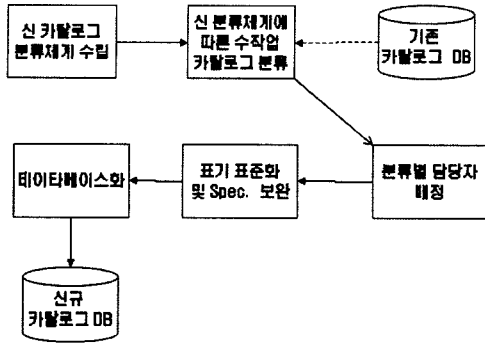 신 카탈로그
분류체계 수립
신 분류체계에
따른 수작업
카탈로그 분류
기존
카탈로그 DB
테이타베이스화
표기 표준화
및 Spec. 보완
분류별 담당자
배정
신규
카탈로그 DB